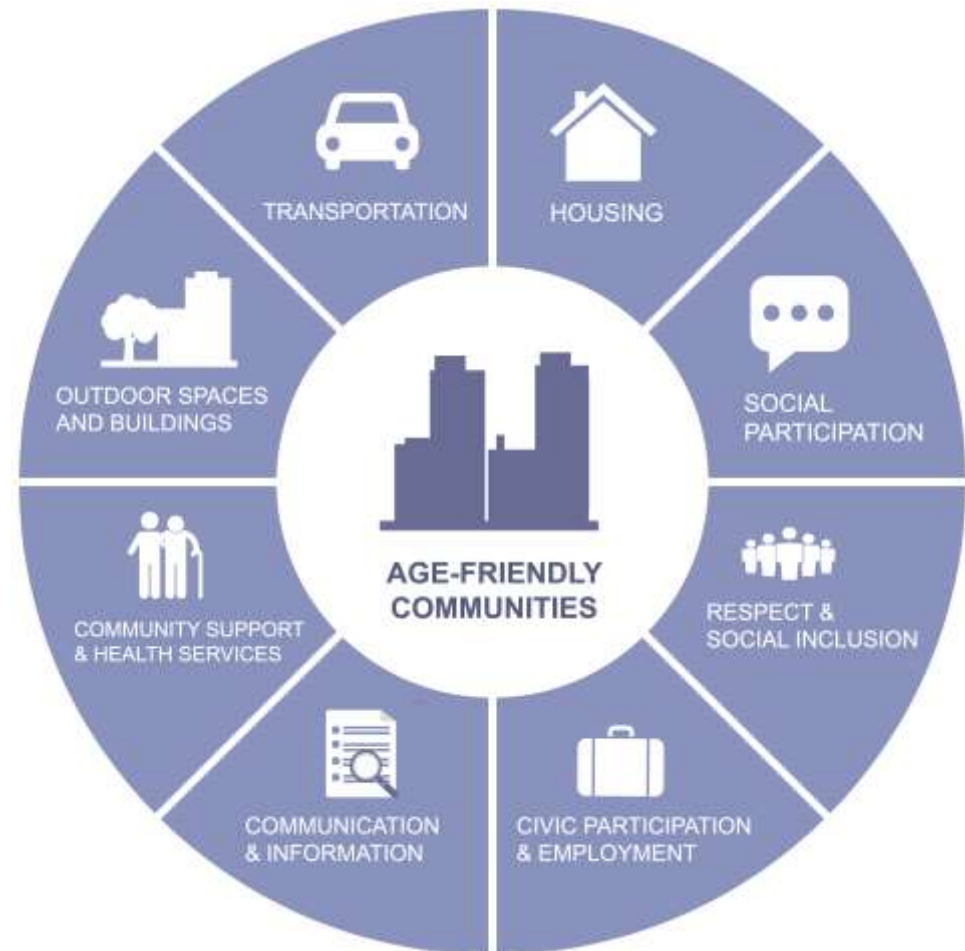 TRANSPORTATION
HOUSING
OUTDOOR SPACES
AND BUILDINGS
SOCIAL
PARTICIPATION
AGE-FRIENDLY
COMMUNITIES
COMMUNITY SUPPORT
& HEALTH SERVICES
RESPECT &
SOCIAL INCLUSION
COMMUNICATION
& INFORMATION
CIVIC PARTICIPATION
& EMPLOYMENT